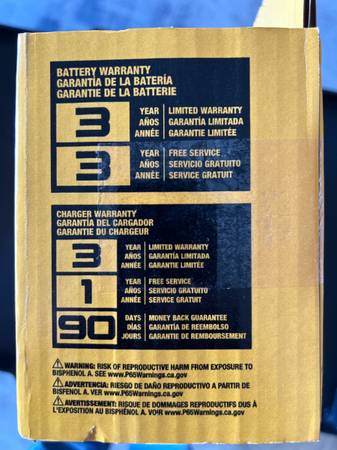 BATTERY WARRANTY
GARANTÍA DE LA BATERÍA
GARANTIE DE LA BATTERIE
3
YEAR | LIMITED WARRANTY
AÑOS | GARANTÍA LIMITADA
ANNÉE | GARANTIE LIMITÉE
3
YEAR | FREE SERVICE
AÑOS | SERVICIO GRATUITO
ANNÉE | SERVICE GRATUIT
CHARGER WARRANTY
GARANTÍA DEL CARGADOR
GARANTIE DU CHARGEUR
3
YEAR | LIMITED WARRANTY
AÑOS | GARANTÍA LIMITADA
ANNÉE | GARANTIE LIMITÉE
1
YEAR | FREE SERVICE
AÑOS | SERVICIO GRATUITO
ANNÉE | SERVICE GRATUIT
90
DAYS | MONEY BACK GUARANTEE
DÍAS | GARANTÍA DE REEMBOLSO
JOURS | GARANTIE DE REMBOURSEMENT
WARNING: RISK OF REPRODUCTIVE HARM FROM EXPOSURE TO
BISPHENOL A. SEE www.P65Warnings.ca.gov
ADVERTENCIA: RIESGO DE DAÑO REPRODUCTIVO A PARTIR DE
BISFENOL A. VER www.P65Warnings.ca.gov
AVERTISSEMENT: RISQUE DE DOMMAGES REPRODUCTIFS DUS À
L'EXPOSITION AU BISPHÉNOL A. VOIR www.P65Warnings.ca.gov